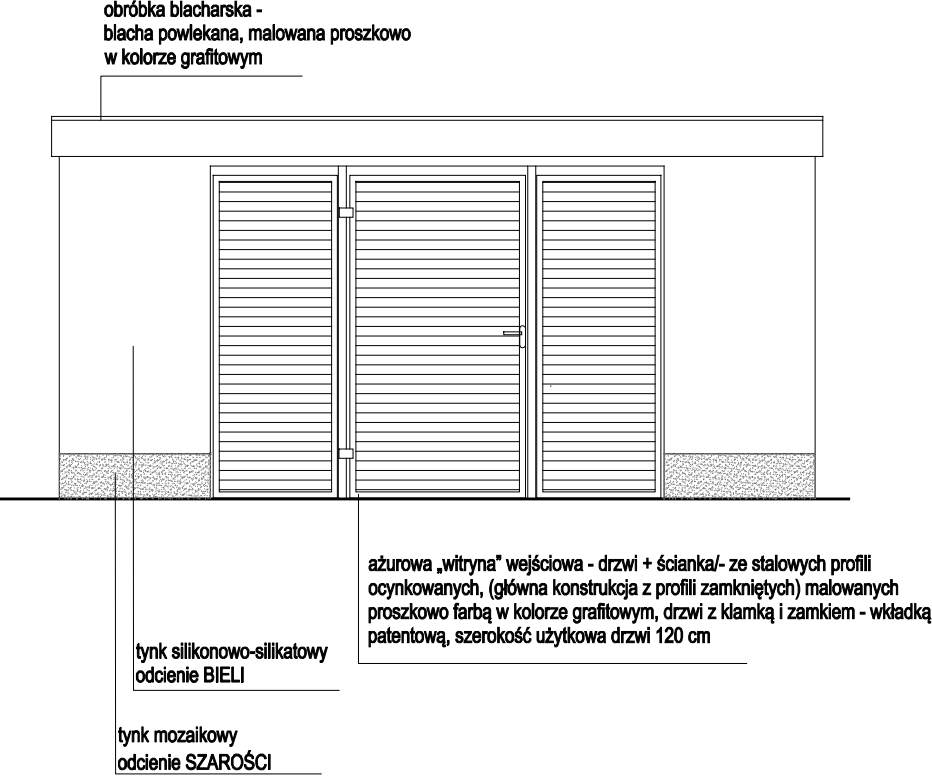 obróbka blacharska -
blacha powlekana, malowana proszkowo
w kolorze grafitowym
ażurowa „witryna” wejściowa - drzwi + ścianka/- ze stalowych profili
ocynkowanych, (główna konstrukcja z profili zamkniętych) malowanych
proszkowo farbą w kolorze grafitowym, drzwi z klamką i zamkiem - wkładką
patentową, szerokość użytkowa drzwi 120 cm
tynk silikonowo-silikatowy
odcienie BIELI
tynk mozaikowy
odcienie SZAROŚCI